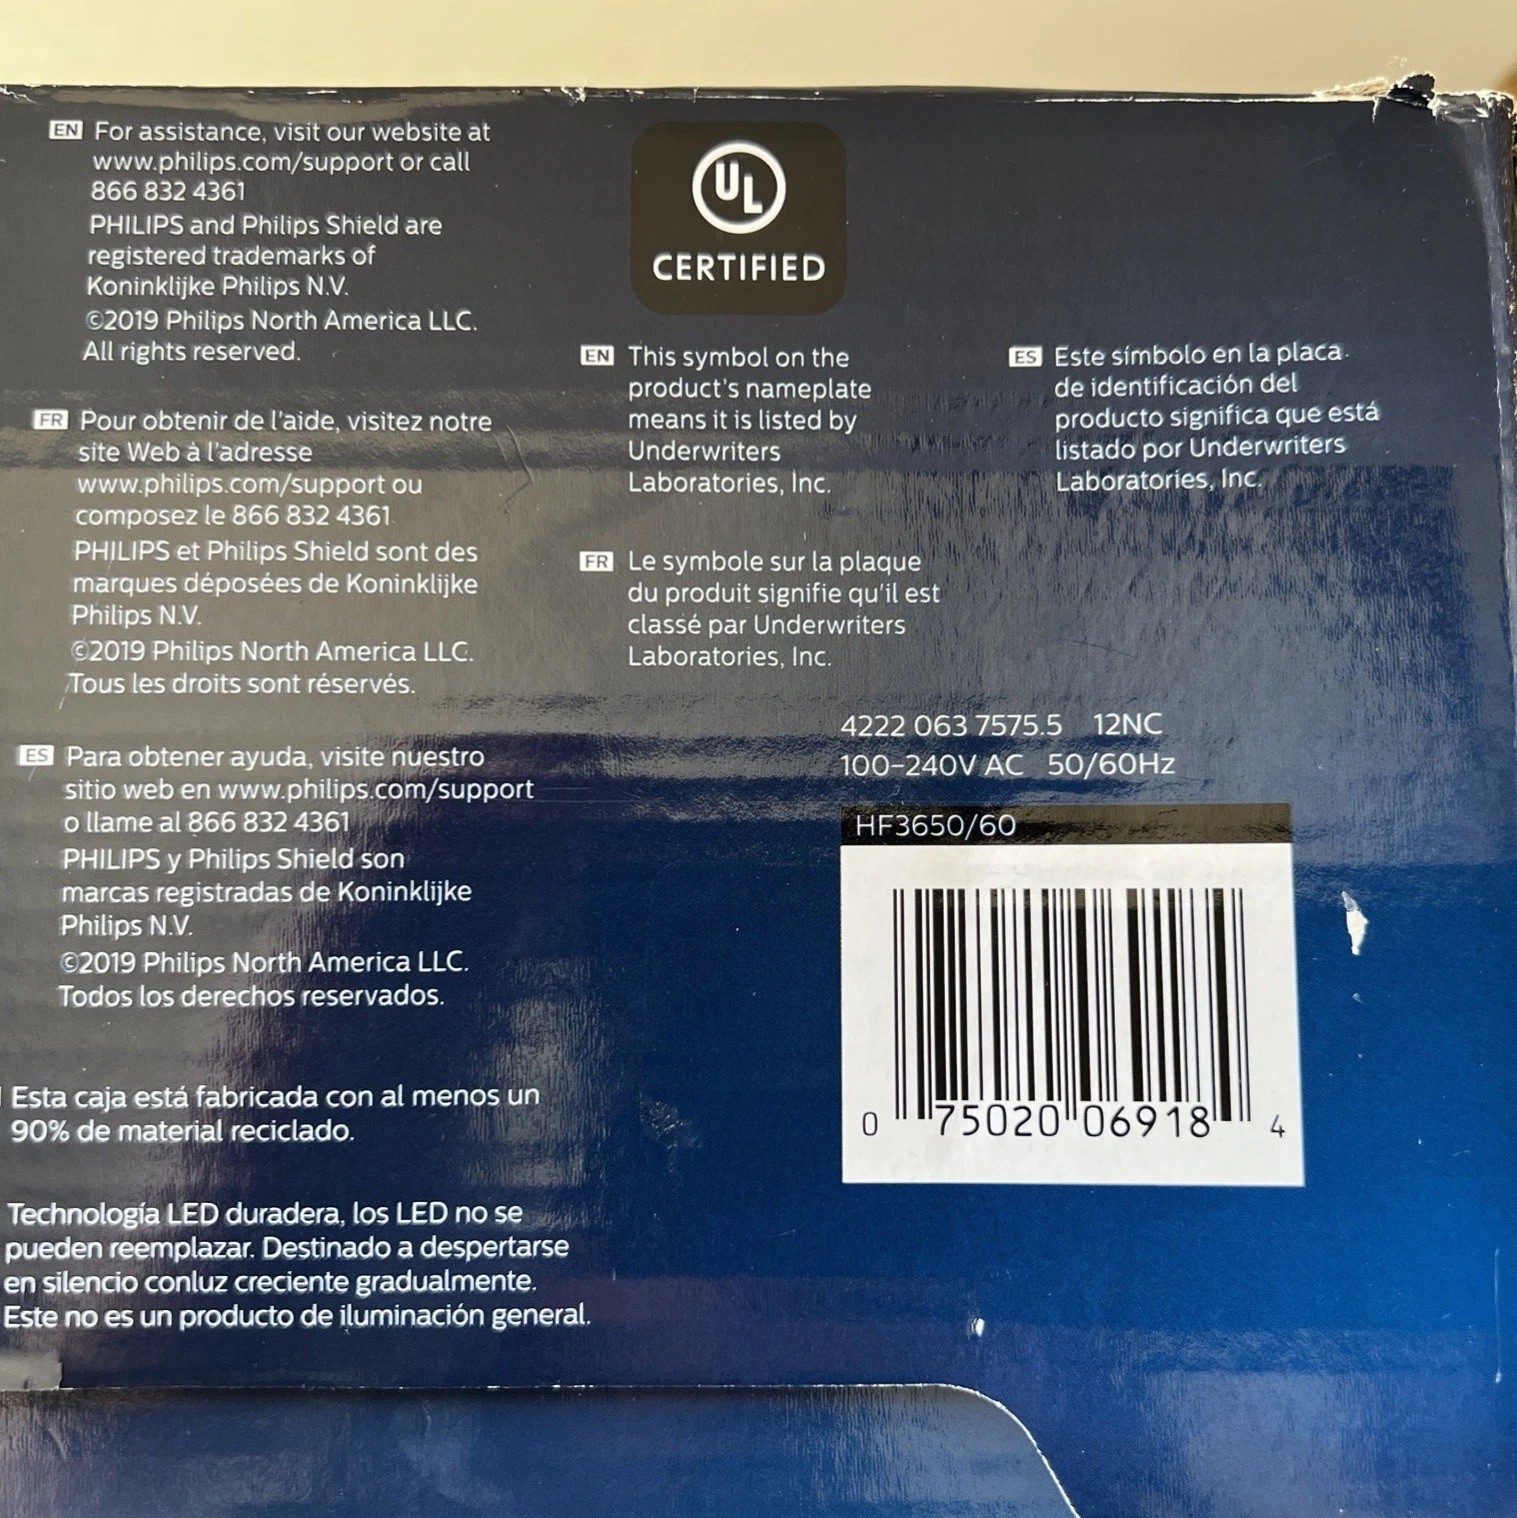 EN For assistance, visit our website at
www.philips.com/support or call
866 832 4361
PHILIPS and Philips Shield are
registered trademarks of
Koninklijke Philips N.V.
©2019 Philips North America LLC.
All rights reserved.
FR Pour obtenir de l'aide, visitez notre
site Web à l'adresse
www.philips.com/support ou
composez le 866 832 4361
PHILIPS et Philips Shield sont des
marques déposées de Koninklijke
Philips N.V.
©2019 Philips North America LLC.
Tous les droits sont réservés.
ES Para obtener ayuda, visite nuestro
sitio web en www.philips.com/support
o llame al 866 832 4361
PHILIPS y Philips Shield son
marcas registradas de Koninklijke
Philips N.V.
©2019 Philips North America LLC.
Todos los derechos reservados.
Esta caja está fabricada con al menos un
90% de material reciclado.
Technología LED duradera, los LED no se
pueden reemplazar. Destinado a despertarse
en silencio conluz creciente gradualmente.
Este no es un producto de iluminación general.
UL
CERTIFIED
EN This symbol on the
product's nameplate
means it is listed by
Underwriters
Laboratories, Inc.
FR Le symbole sur la plaque
du produit signifie qu'il est
classé par Underwriters
Laboratories, Inc.
ES Este símbolo en la placa
de identificación del
producto significa que está
listado por Underwriters
Laboratories, Inc.
4222 063 7575.5 12NC
100-240V AC 50/60Hz
HF3650/60
0 75020 06918 4